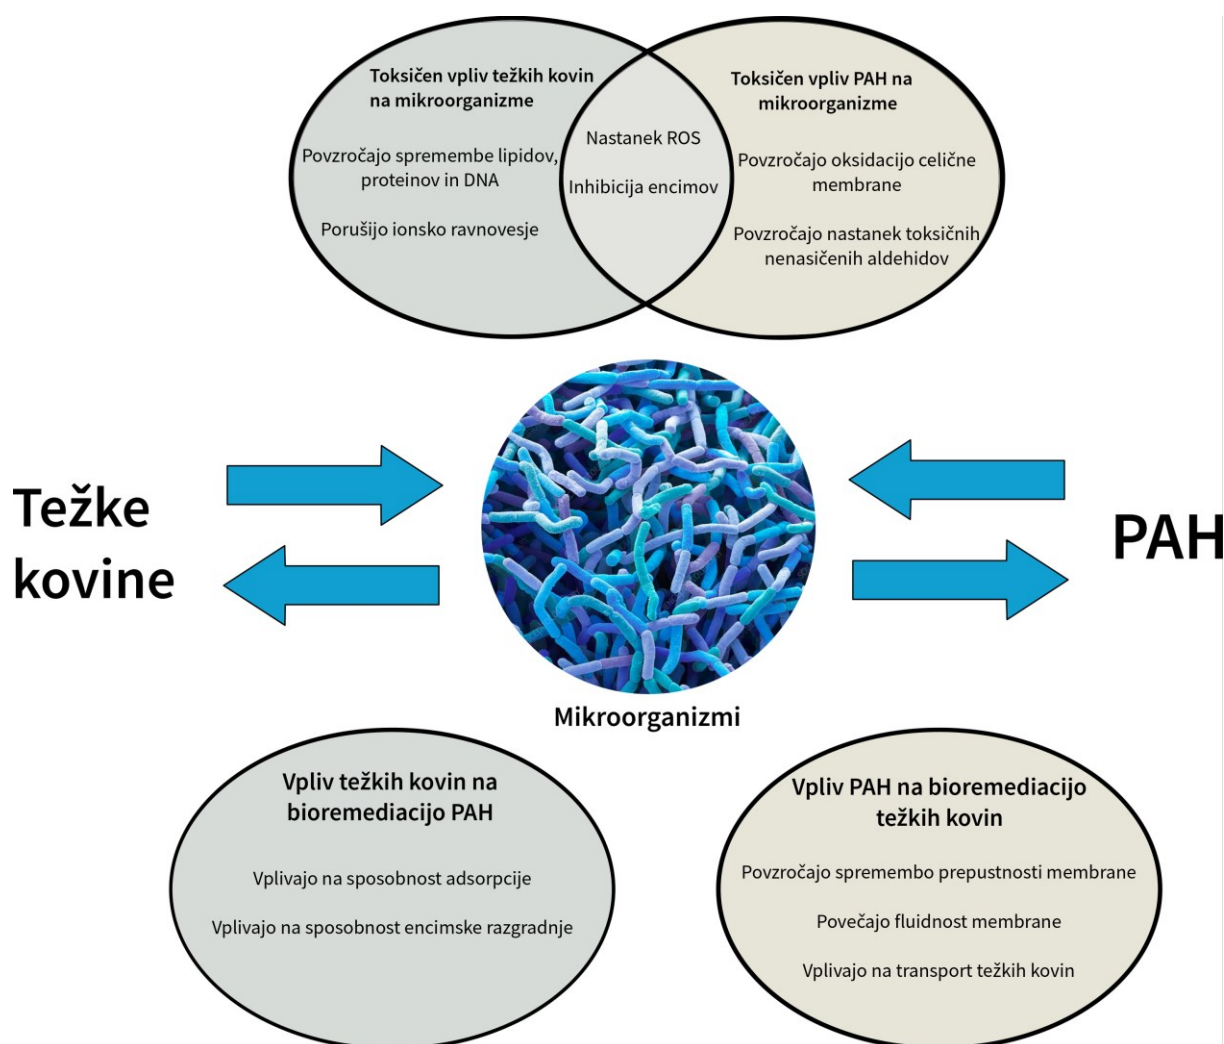 Toksičen vpliv težkih kovin
na mikroorganizme
Povzročajo spremembe lipidov,
proteinov in DNA
Porušijo ionsko ravnovesje
Nastanek ROS
Inhibicija encimov
Toksičen vpliv PAH na
mikroorganizme
Povzročajo oksidacijo celične
membrane
Povzročajo nastanek toksičnih
nenasičenih aldehidov
Težke
kovine
PAH
Mikroorganizmi
Vpliv težkih kovin na
bioremediacijo PAH
Vplivajo na sposobnost adsorpcije
Vplivajo na sposobnost encimske razgradnje
Vpliv PAH na bioremediacijo
težkih kovin
Povzročajo spremembo prepustnosti membrane
Povečajo fluidnost membrane
Vplivajo na transport težkih kovin